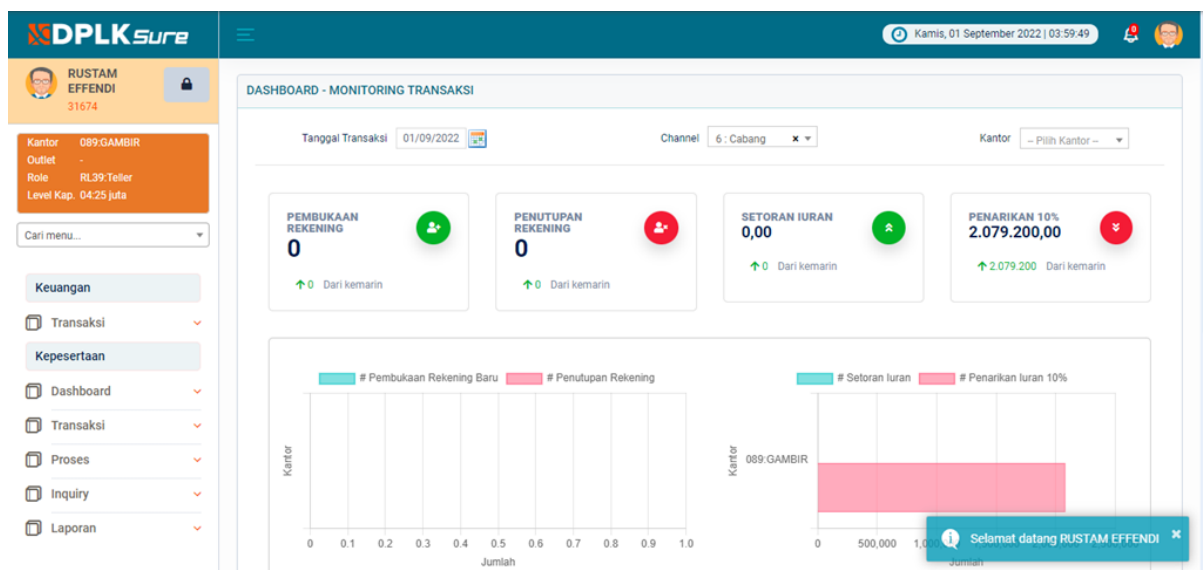 DPLKSure
Kamis, 01 September 2022 | 03:59:49
0
RUSTAM
EFFENDI
31674
Kantor 089:GAMBIR
Outlet -
Role RL39:Teller
Level Kap. 04:25 juta
Cari menu...
Keuangan
Transaksi
Kepesertaan
Dashboard
Transaksi
Proses
Inquiry
Laporan
DASHBOARD - MONITORING TRANSAKSI
Tanggal Transaksi 01/09/2022 Channel 6 : Cabang x Kantor -- Pilih Kantor --
PEMBUKAAN
REKENING
0
0 Dari kemarin
PENUTUPAN
REKENING
0
0 Dari kemarin
SETORAN IURAN
0,00
0 Dari kemarin
PENARIKAN 10%
2.079.200,00
2.079.200 Dari kemarin
# Pembukaan Rekening Baru # Penutupan Rekening
Kantor
0 0.1 0.2 0.3 0.4 0.5 0.6 0.7 0.8 0.9 1.0
Jumlah
# Setoran Iuran # Penarikan Iuran 10%
Kantor
089:GAMBIR
0 500,000
Jumlah
Selamat datang RUSTAM EFFENDI ×